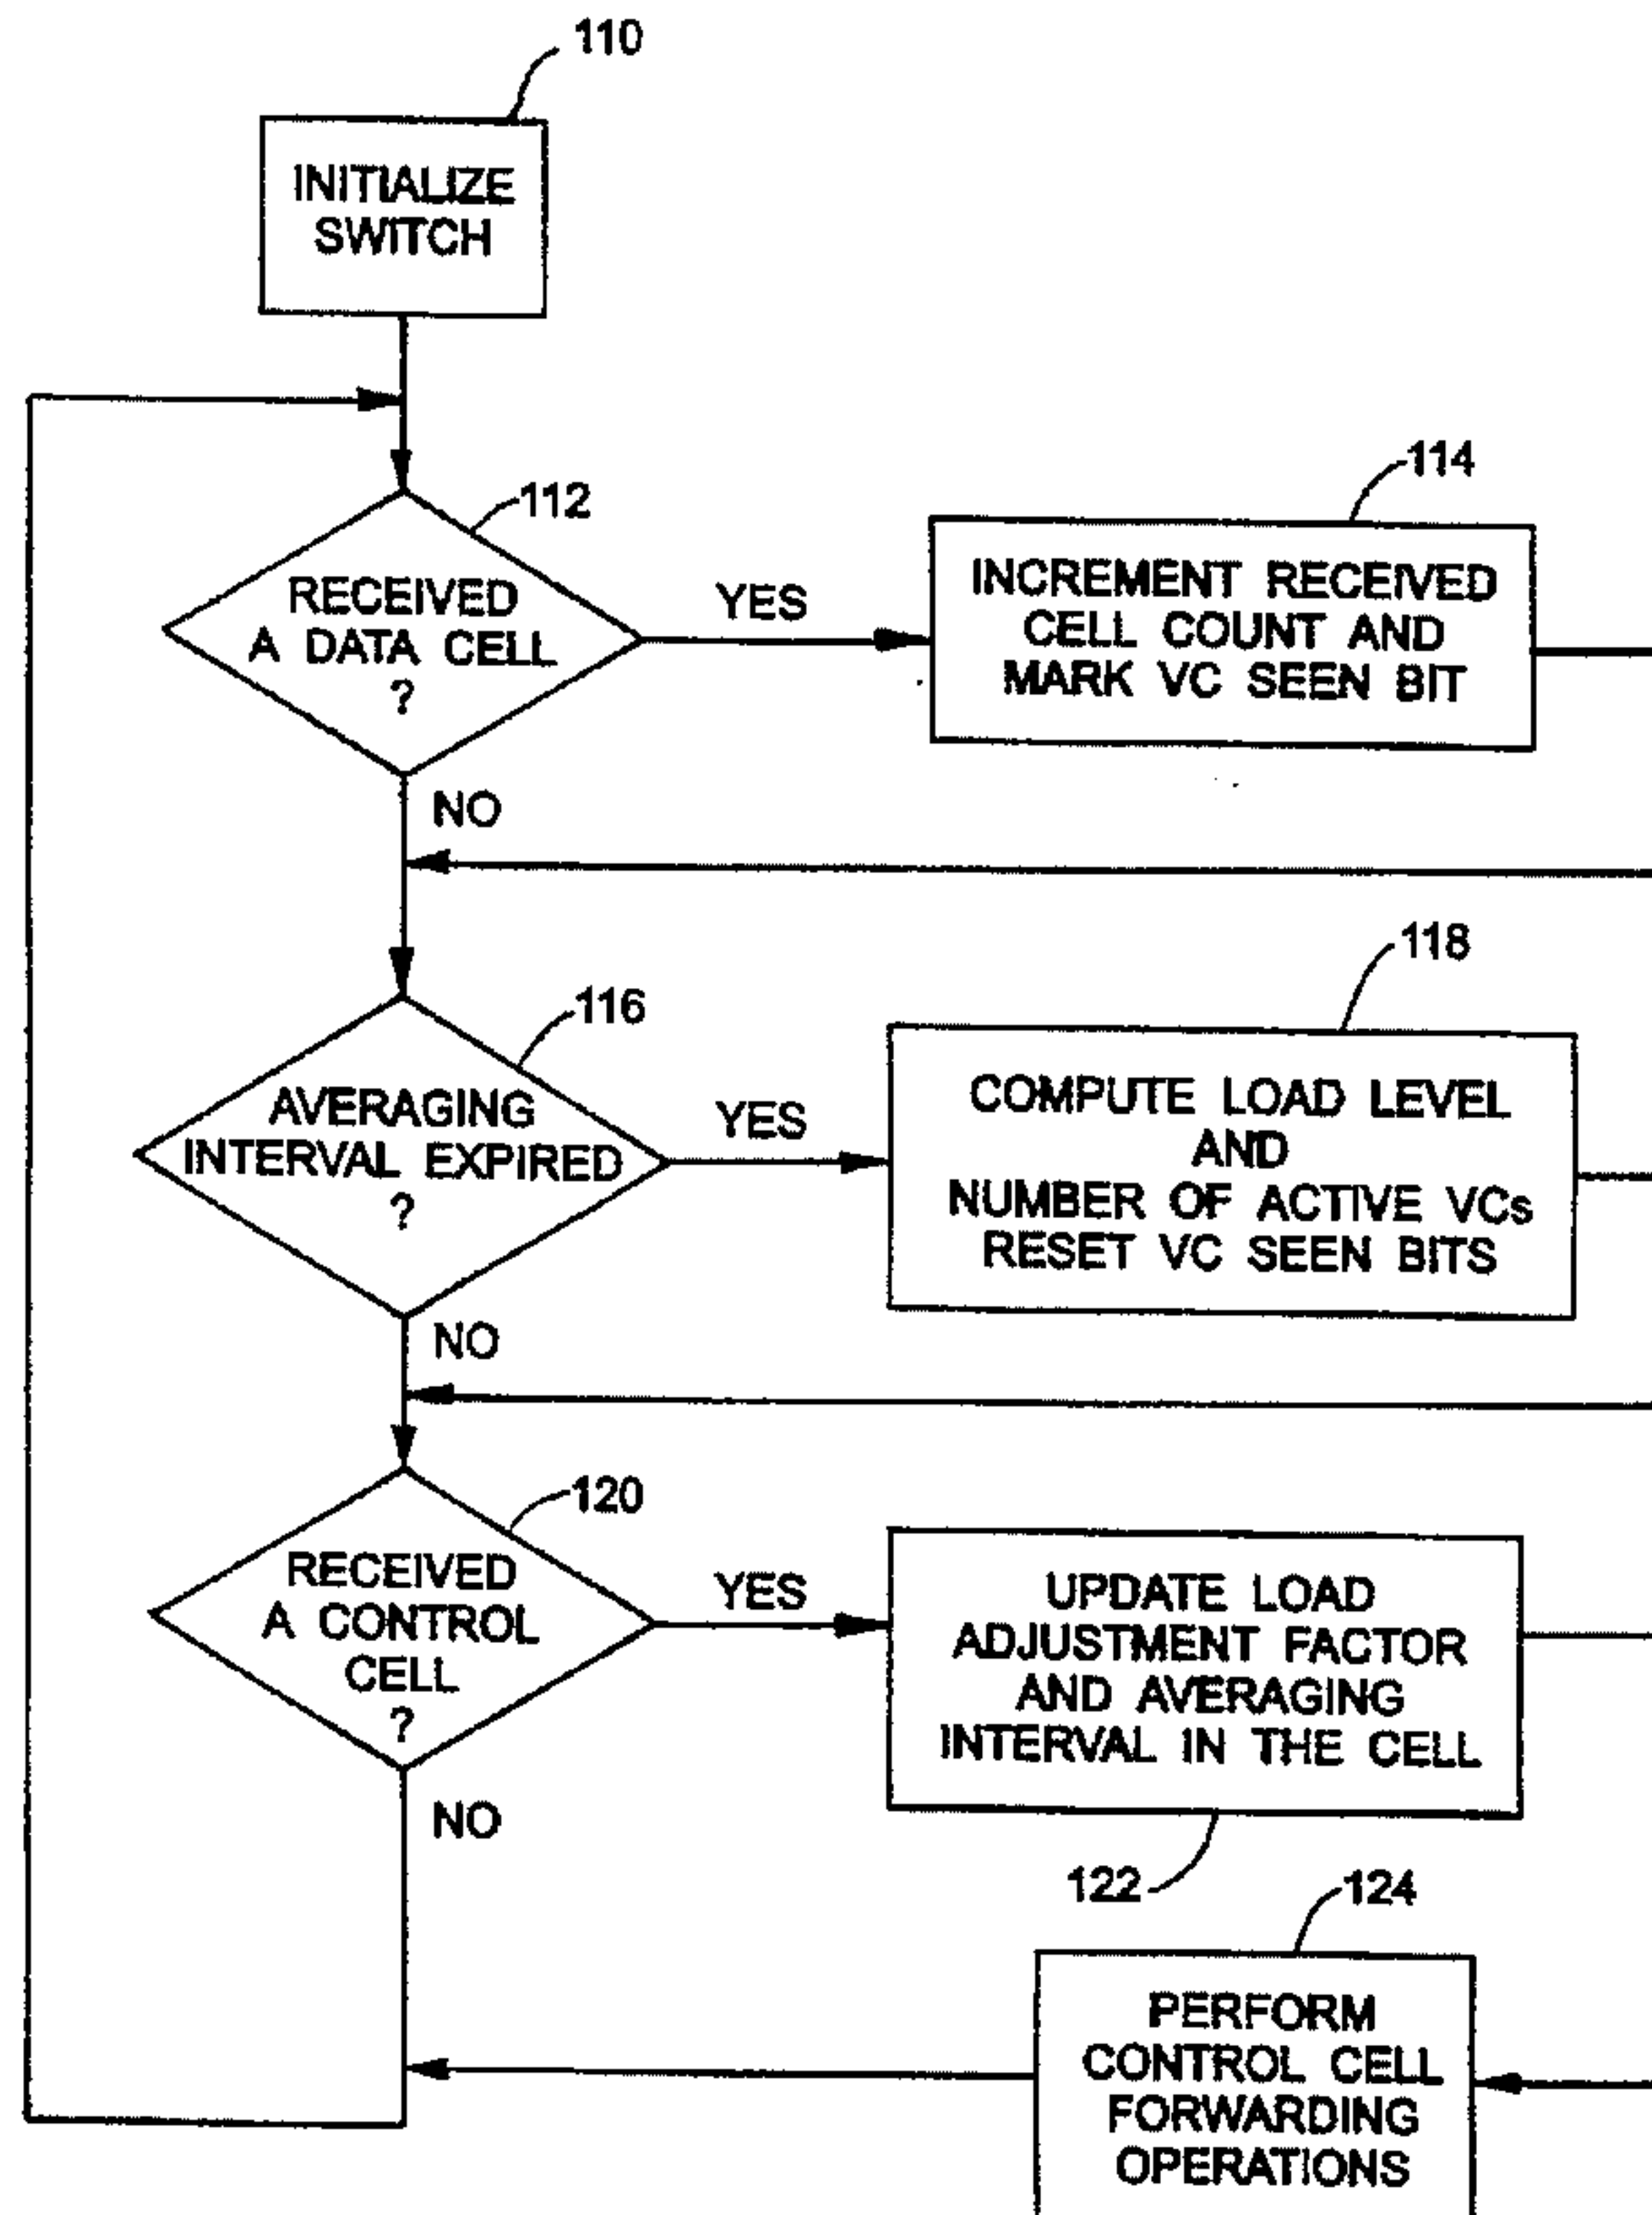 110
INITIALIZE
SWITCH
112
RECEIVED
A DATA CELL
?
YES
NO
114
INCREMENT RECEIVED
CELL COUNT AND
MARK VC SEEN BIT
116
AVERAGING
INTERVAL EXPIRED
?
YES
NO
118
COMPUTE LOAD LEVEL
AND
NUMBER OF ACTIVE VCs
RESET VC SEEN BITS
120
RECEIVED
A CONTROL
CELL
?
YES
NO
UPDATE LOAD
ADJUSTMENT FACTOR
AND AVERAGING
INTERVAL IN THE CELL
122
124
PERFORM
CONTROL CELL
FORWARDING
OPERATIONS